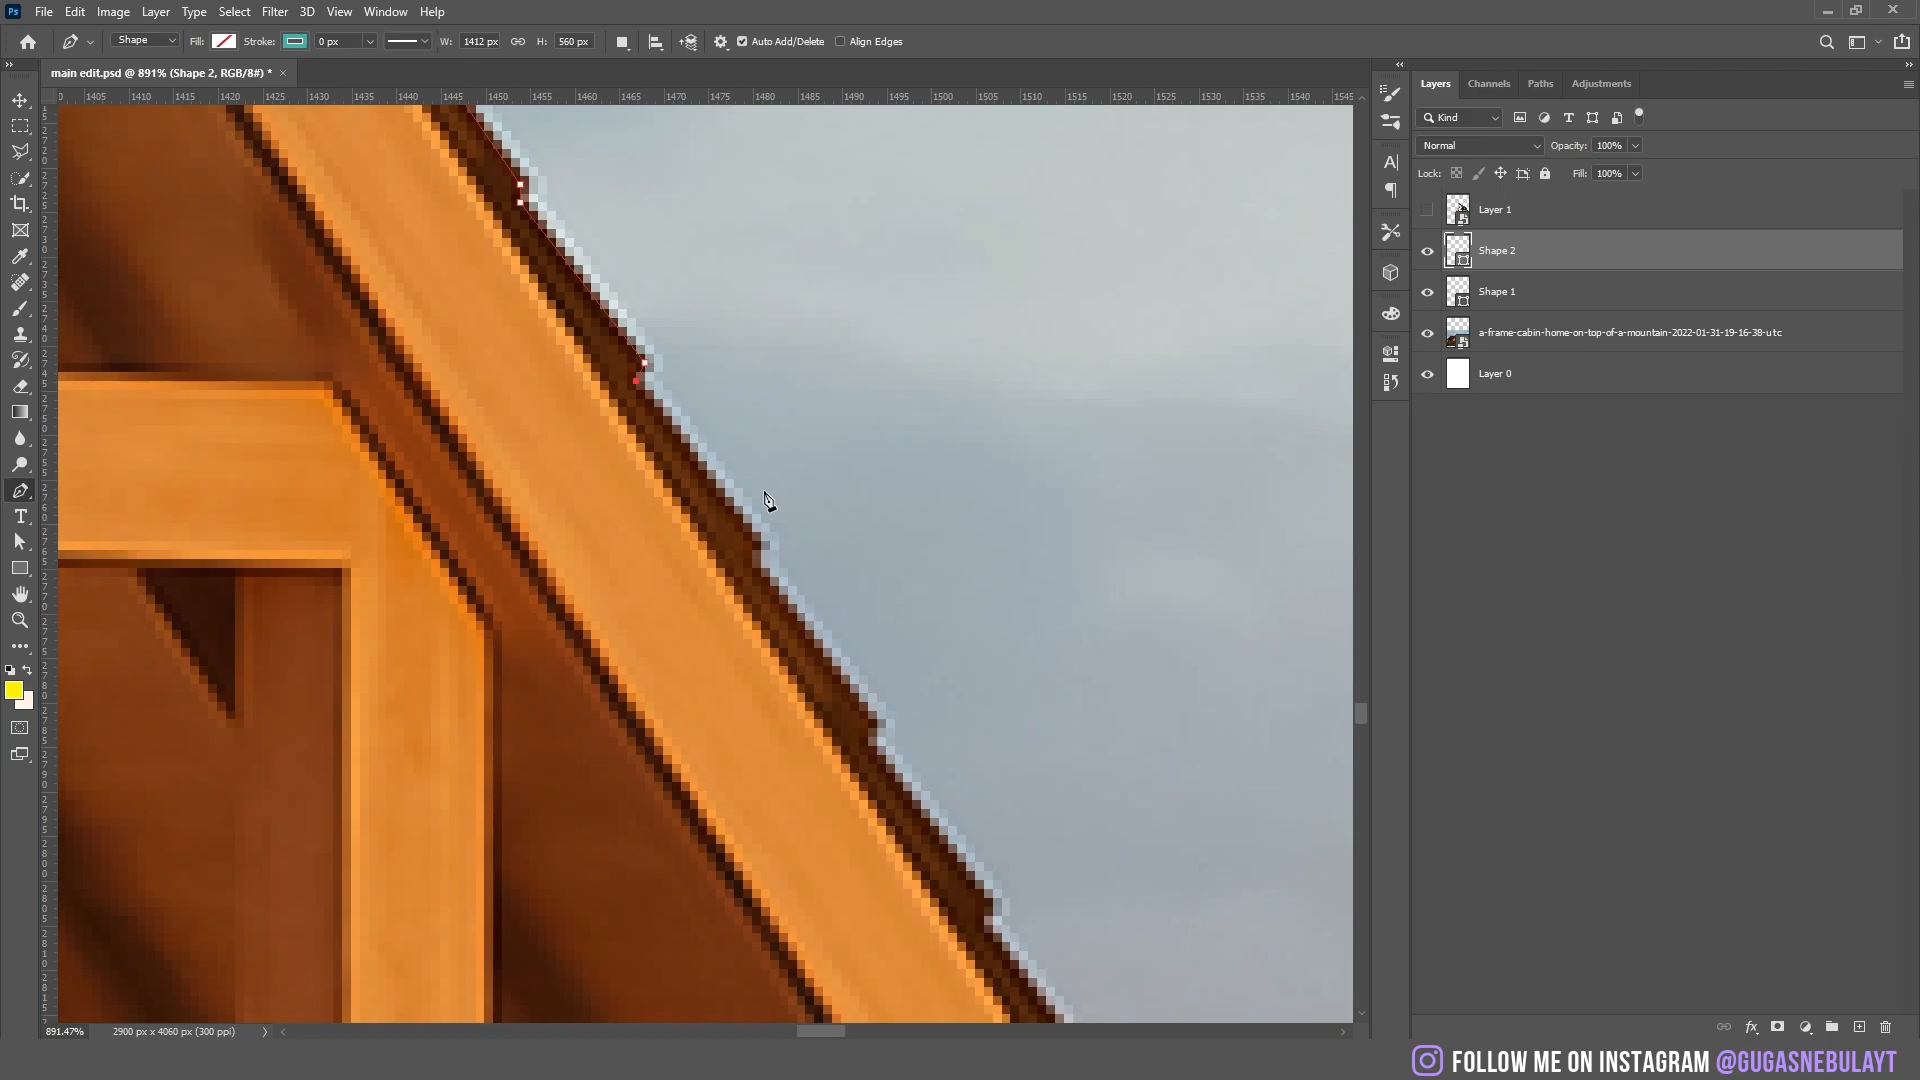 Ps File Edit Image Layer Type Select Filter 3D View Window Help
Shape Fill: Stroke: 0 px W: 1412 px H: 560 px Auto Add/Delete Align Edges
main edit.psd @ 891% (Shape 2, RGB/8#) *
1405 1410 1415 1420 1425 1430 1435 1440 1445 1450 1455 1460 1465 1470 1475 1480 1485 1490 1495 1500 1505 1510 1515 1520 1525 1530 1535 1540 1545
Layers Channels Paths Adjustments
Kind
Normal Opacity: 100%
Lock: Fill: 100%
Layer 1
Shape 2
Shape 1
a-frame-cabin-home-on-top-of-a-mountain-2022-01-31-19-16-38-utc
Layer 0
891.47% 2900 px x 4060 px (300 ppi)
FOLLOW ME ON INSTAGRAM @GUGASNEBULAYT